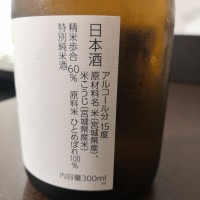 日本酒
アルコール分 15度
原材料名 米(宮城県産)、
米こうじ(宮城県産米)
原料米 ひとめぼれ100%
精米歩合 60%
特別純米酒
内容量300ml